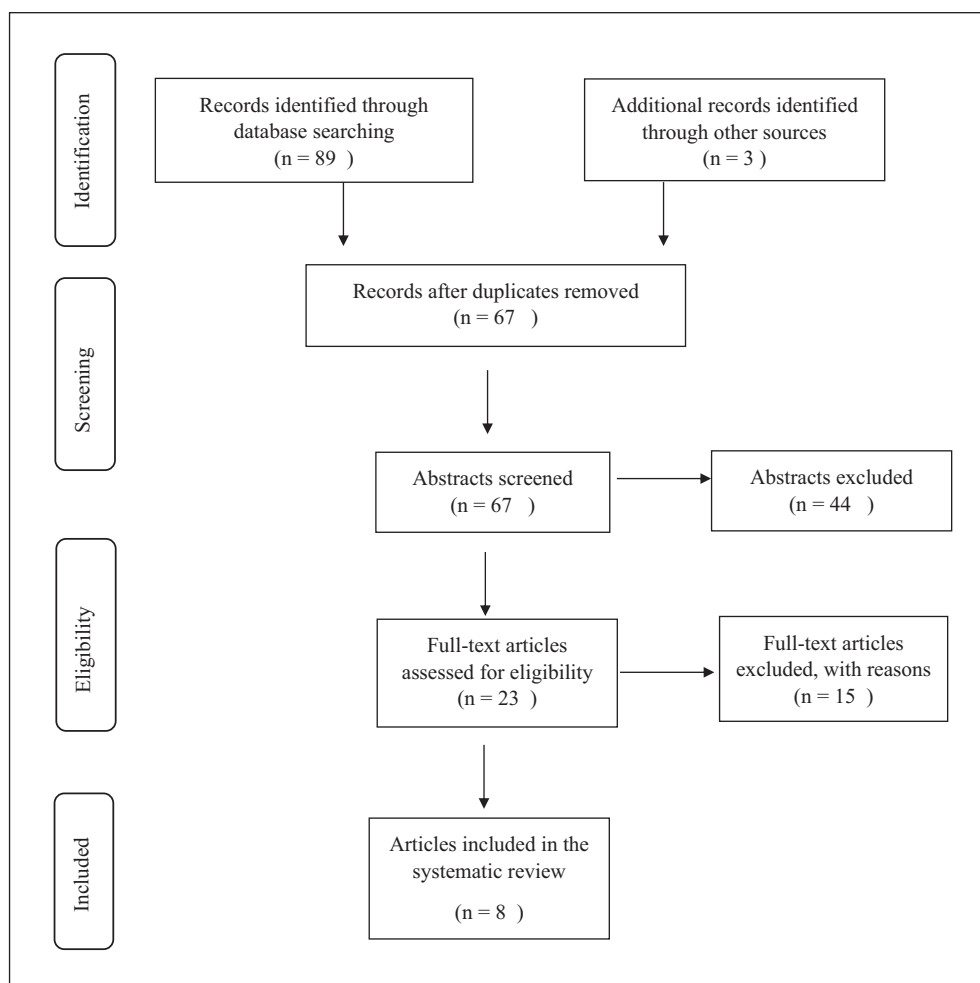 Identification
Records identified through
database searching
(n = 89 )
Additional records identified
through other sources
(n = 3 )
Screening
Records after duplicates removed
(n = 67 )
Abstracts screened
(n = 67 )
Abstracts excluded
(n = 44 )
Eligibility
Full-text articles
assessed for eligibility
(n = 23 )
Full-text articles
excluded, with reasons
(n = 15 )
Included
Articles included in the
systematic review
(n = 8 )